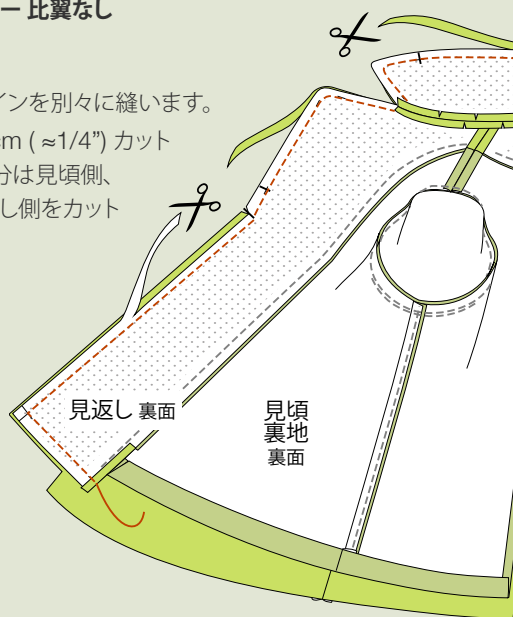 ー 比翼なし
インを別々に縫います。
cm ( ≈1/4”) カット
分は見頃側、
し側をカット
見返し 裏面
見頃
裏地
裏面